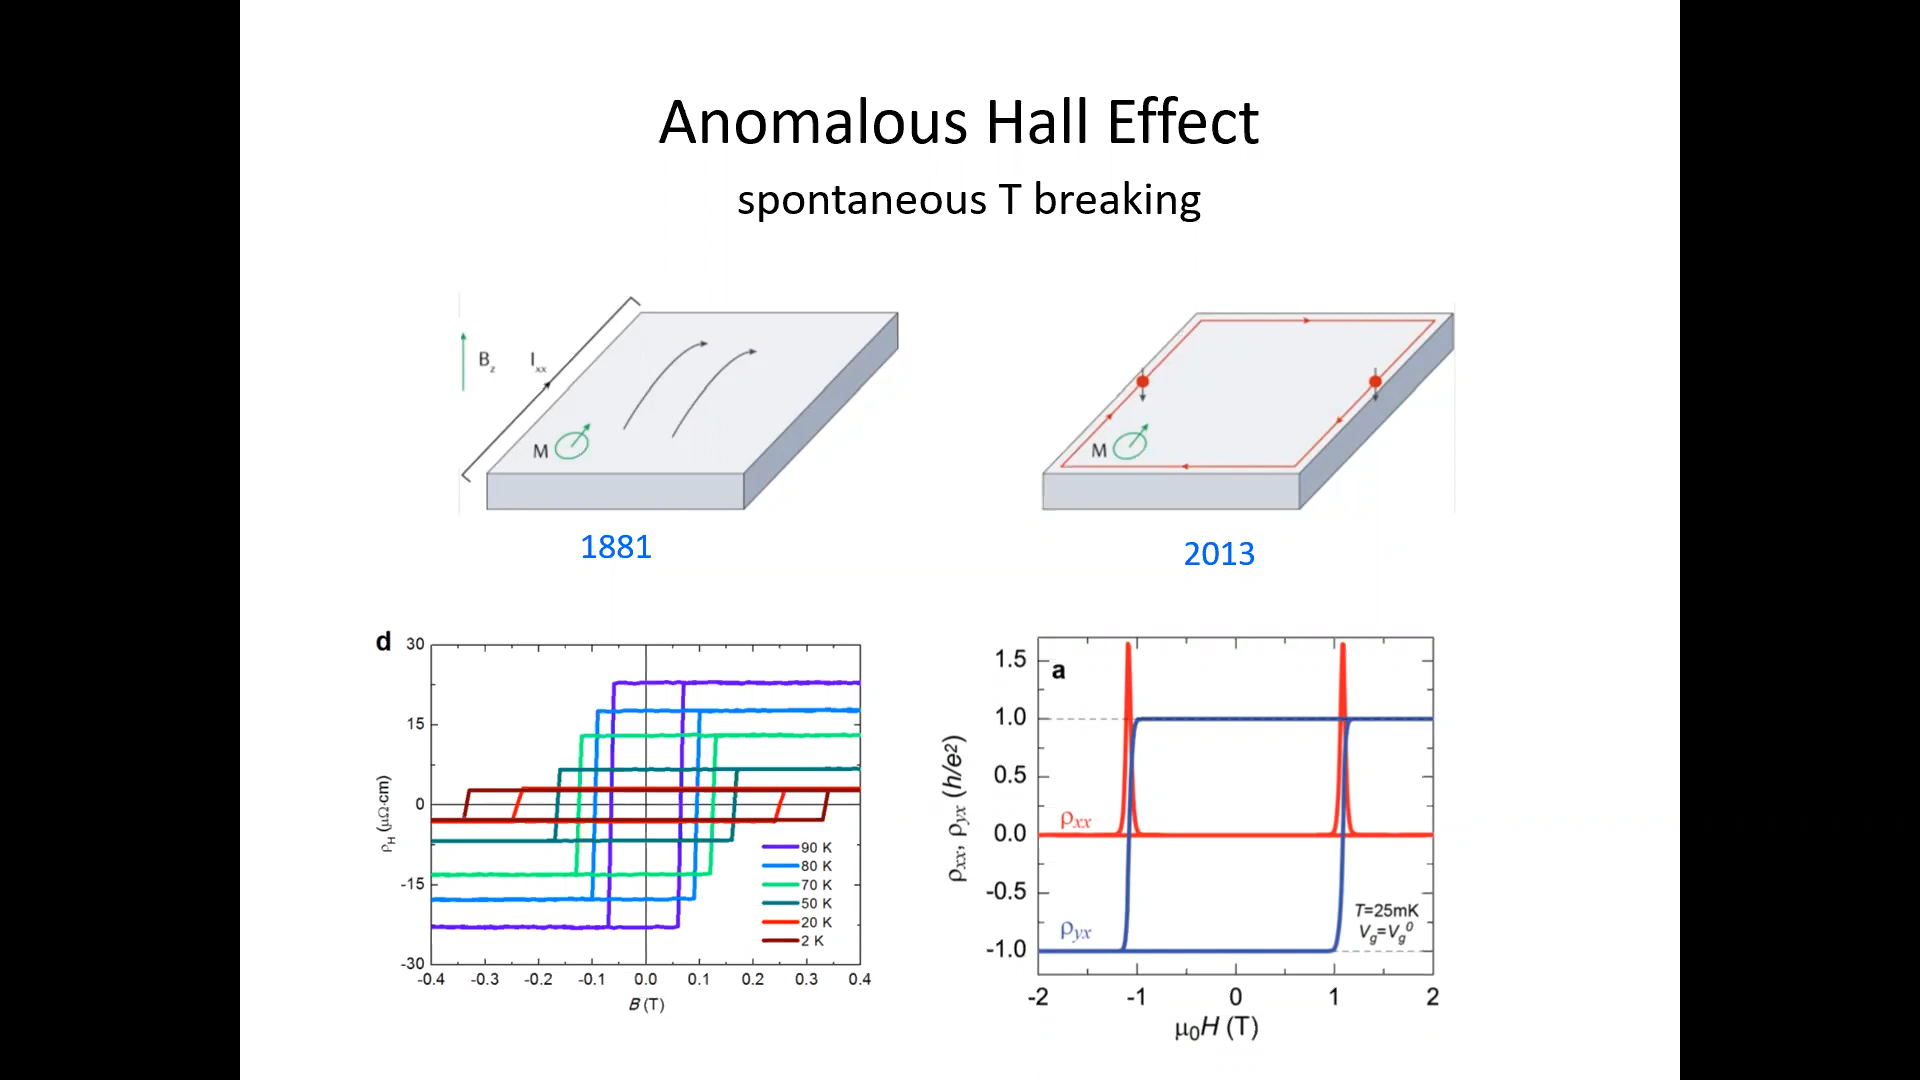 Anomalous Hall Effect
spontaneous T breaking
B_z
I_xx
M
M
1881
2013
d
30
15
0
-15
-30
ρ_H (μΩ·cm)
90 K
80 K
70 K
50 K
20 K
2 K
-0.4 -0.3 -0.2 -0.1 0.0 0.1 0.2 0.3 0.4
B (T)
a
1.5
1.0
0.5
0.0
-0.5
-1.0
ρ_xx, ρ_yx (h/e²)
ρ_xx
ρ_yx
T=25mK
V_g=V_g⁰
-2 -1 0 1 2
μ₀H (T)